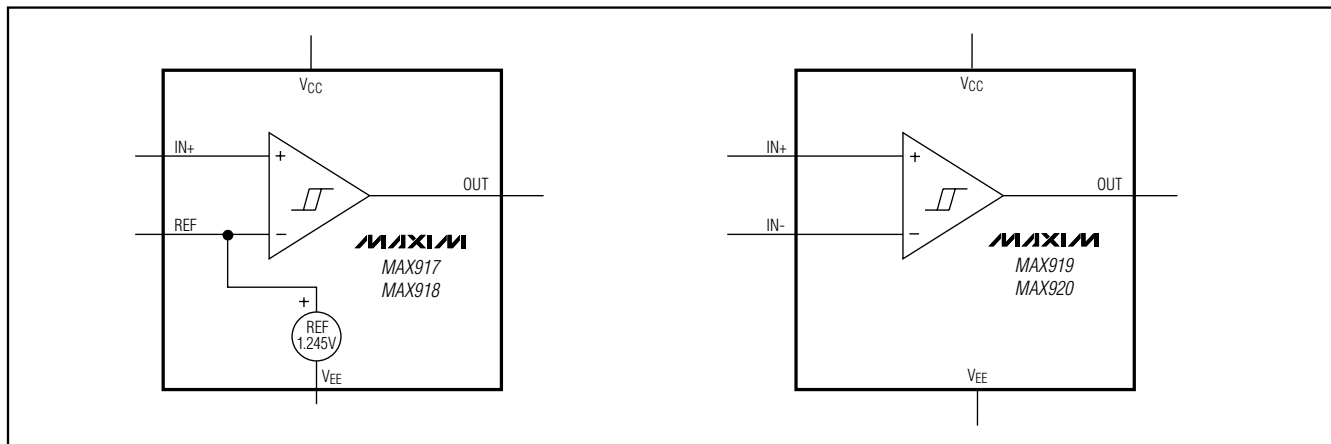 VCC
IN+
+
OUT
REF
−
MAXIM
MAX917
MAX918
+
REF
1.245V
VEE
VCC
IN+
+
OUT
IN-
−
MAXIM
MAX919
MAX920
VEE